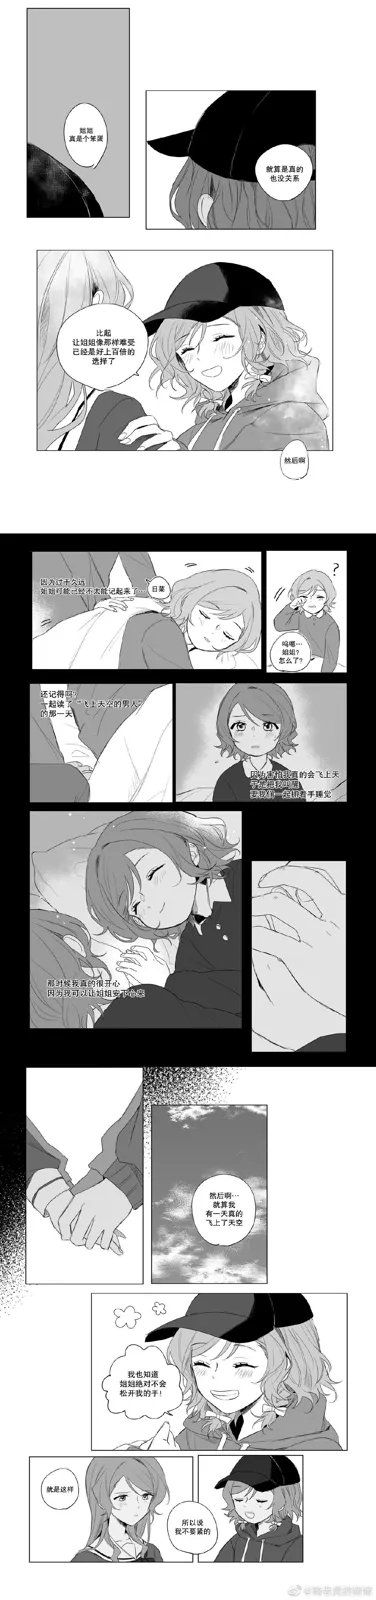 姐姐
真是个笨蛋
就算是真的
也没关系
比起
让姐姐像那样难受
已经是好上百倍的
选择了
然后啊
因为过于久远
姐姐可能已经不太能记起来了…
日菜
?
呜嗯…
姐姐?
怎么了?
还记得吗?
一起读了“飞上天空的男人”
的那一天
因为害怕我真的会飞上天
于是把我叫醒
要我俩一起牵着手睡觉
那时候我真的很开心
因为我可以让姐姐安下心来
然后啊…
就算我
有一天真的
飞上了天空
我也知道
姐姐绝对不会
松开我的手!
就是这样
所以说
我不要紧的